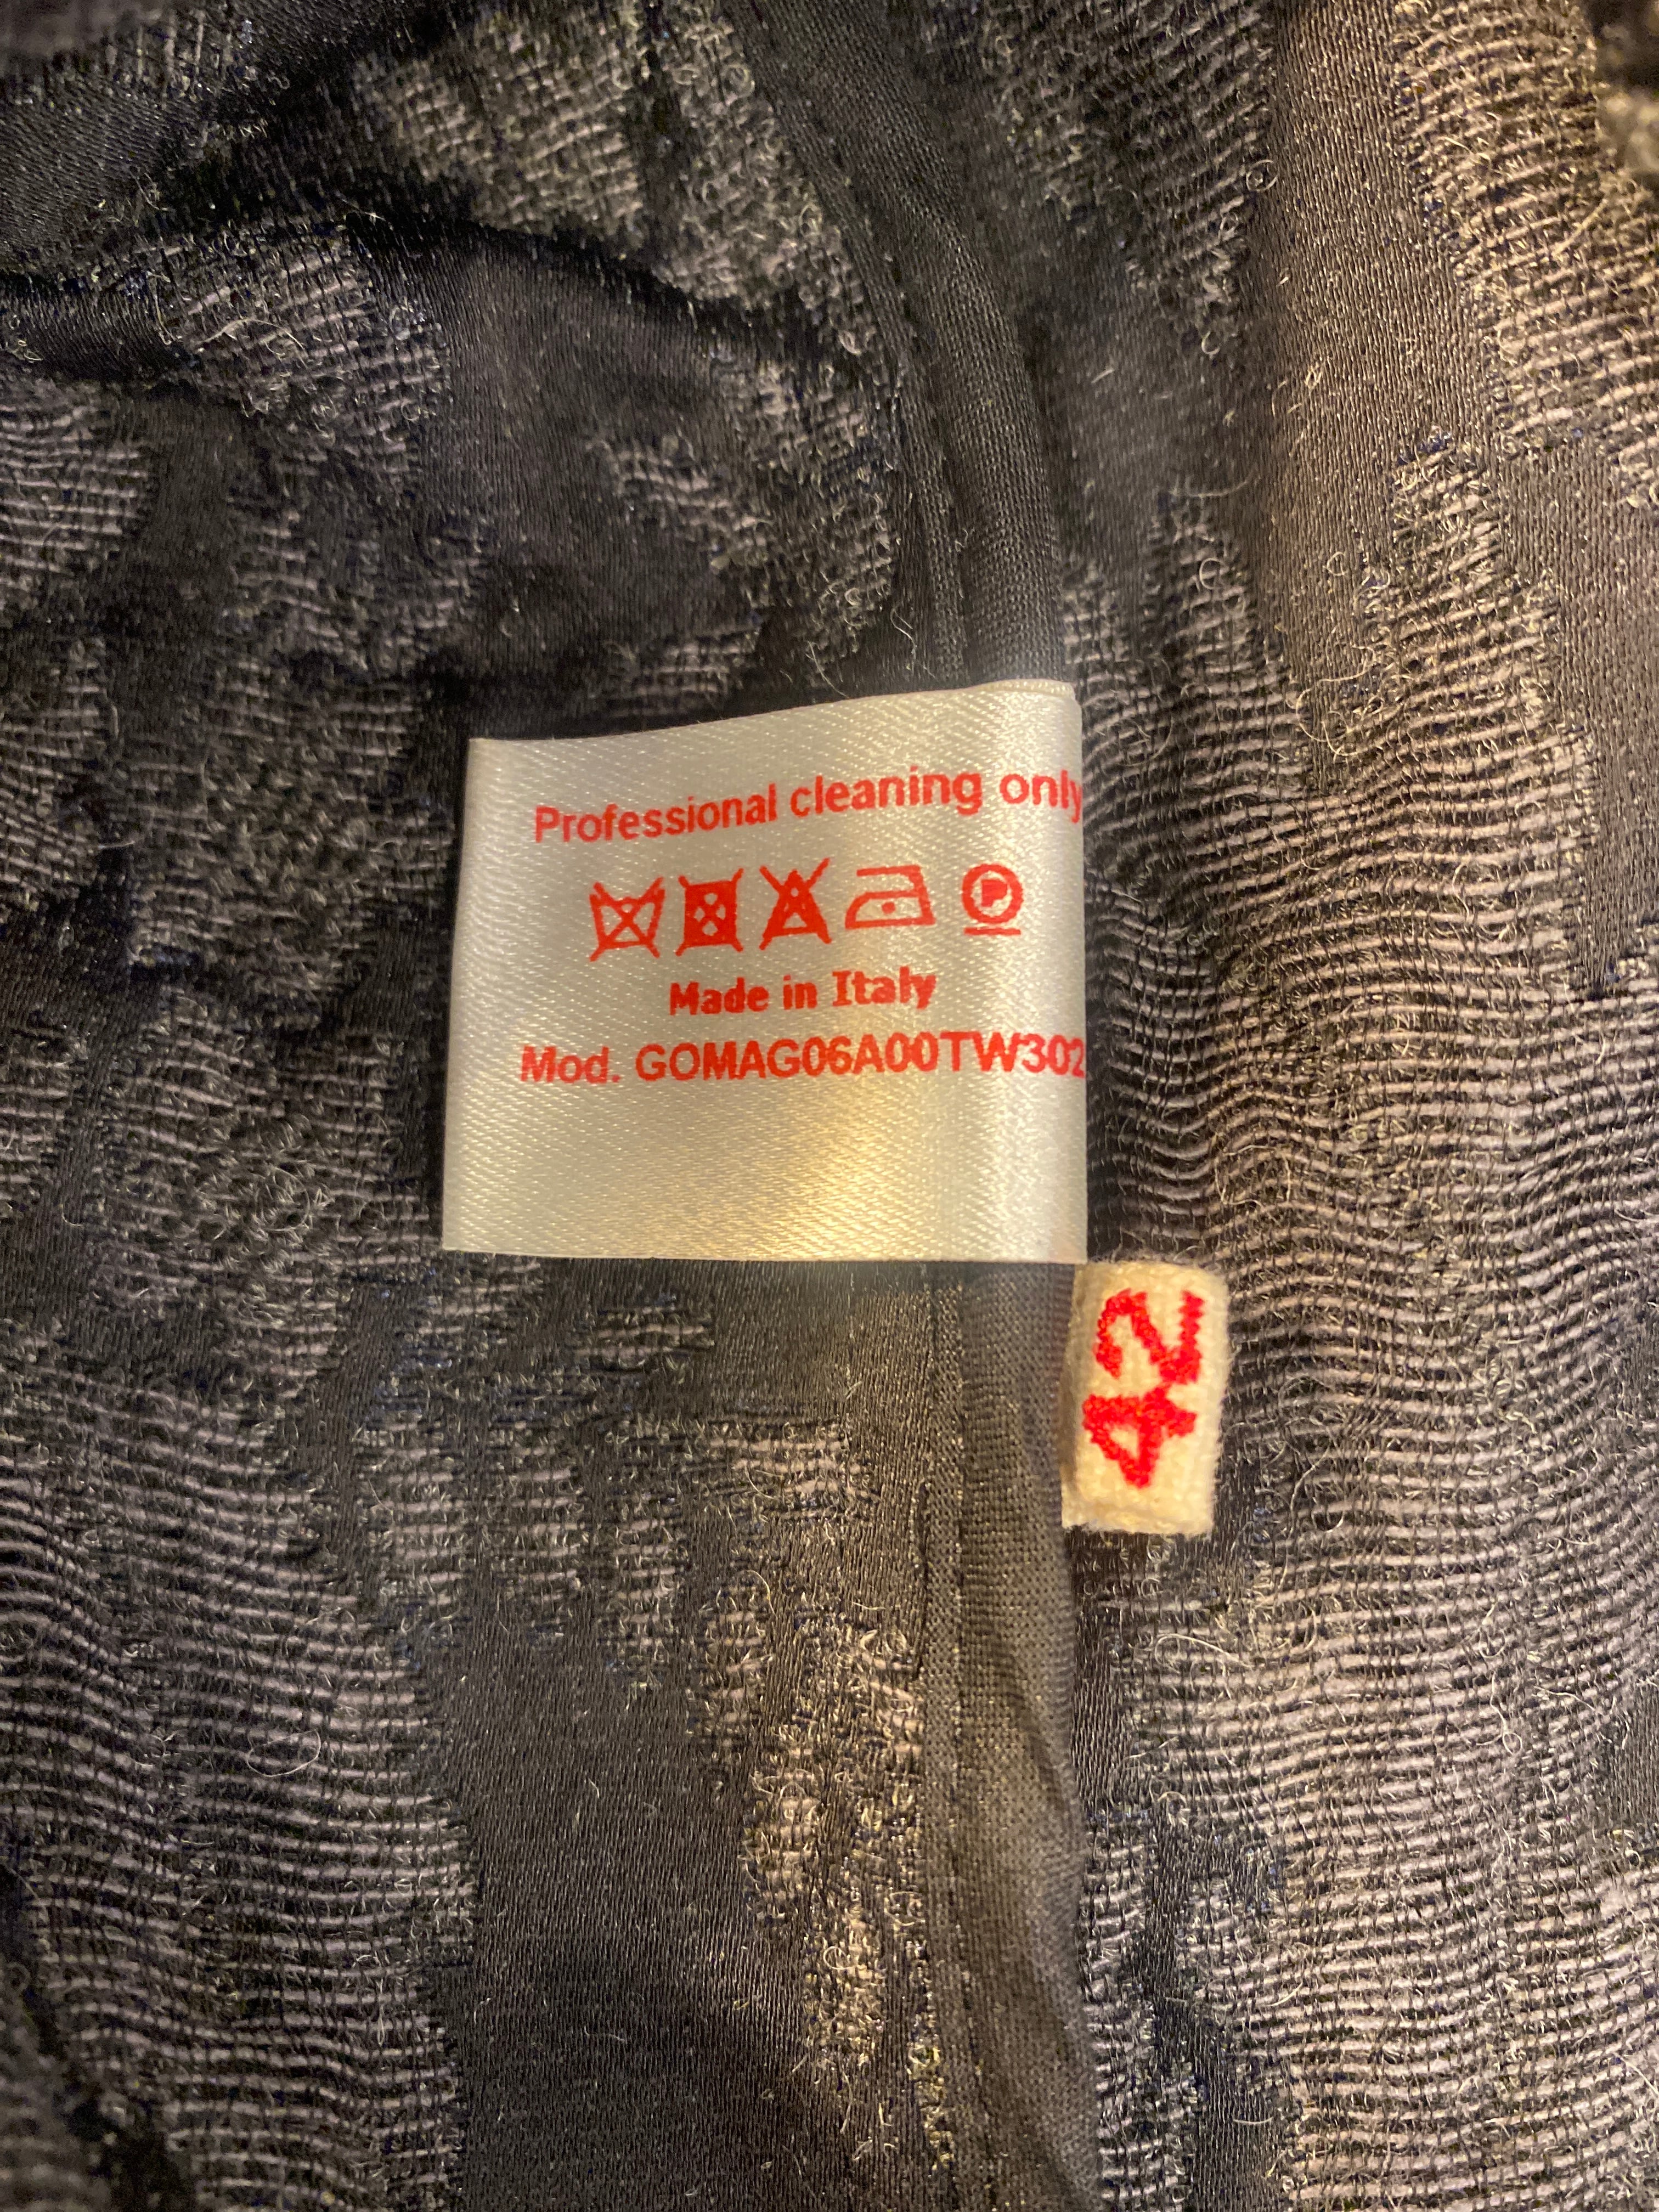 Professional cleaning only
P
Made in Italy
Mod. GOMAG06A00TW302
42